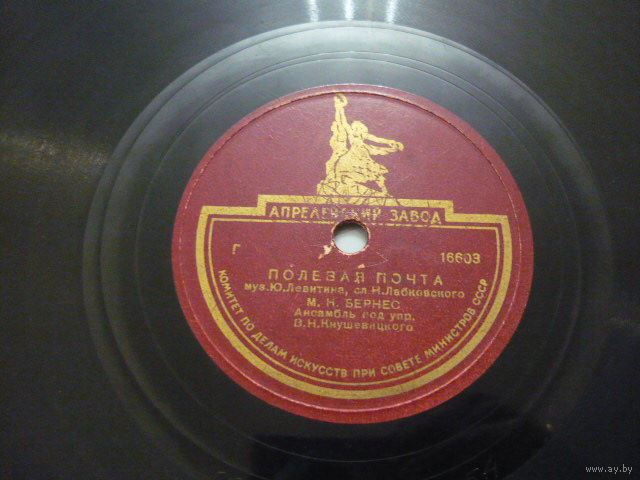 АПРЕЛЕВСКИЙ ЗАВОД
Г
16603
ПОЛЕВАЯ ПОЧТА
муз. Ю. Левитина, сл. Н. Лабковского
М. Н. БЕРНЕС
Ансамбль под упр.
В. Н. Кнушевицкого
КОМИТЕТ ПО ДЕЛАМ ИСКУССТВ ПРИ СОВЕТЕ МИНИСТРОВ СССР
www.ay.by